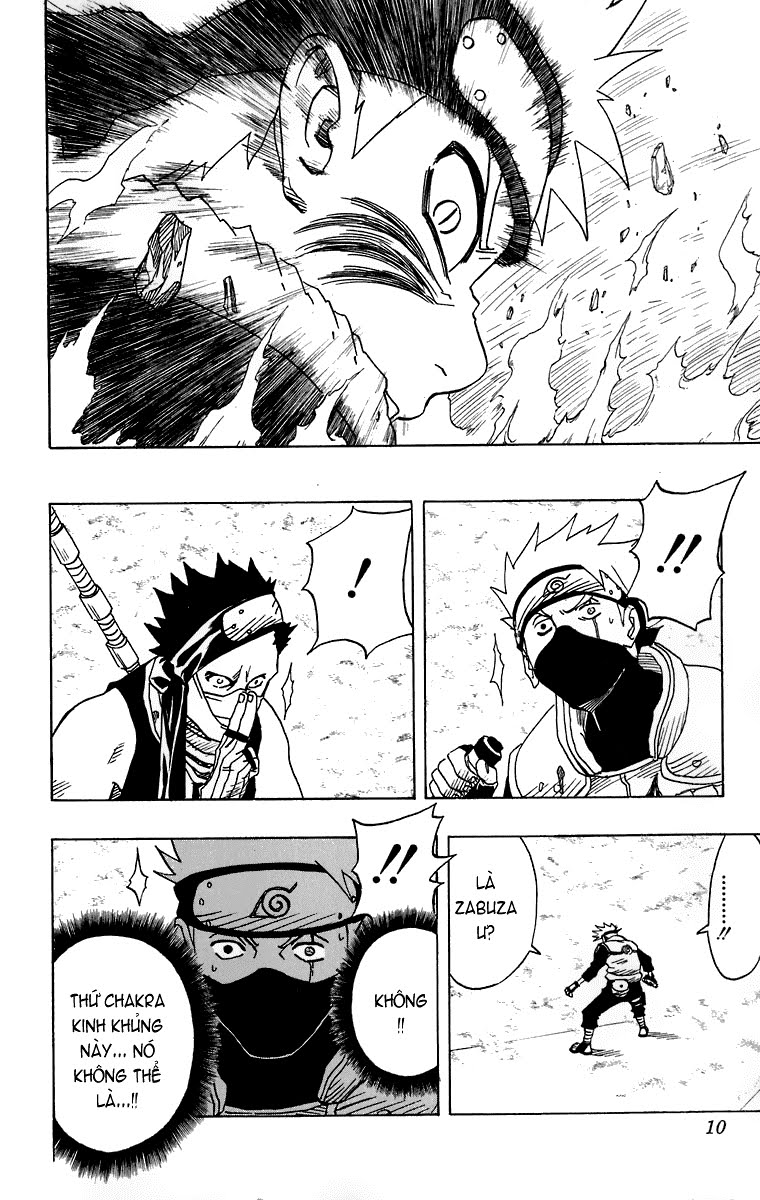 !!
!
.........!!
LÀ
ZABUZA
Ư?
!!
KHÔNG
!!
THỨ CHAKRA
KINH KHỦNG
NÀY... NÓ
KHÔNG THỂ
LÀ...!!
10